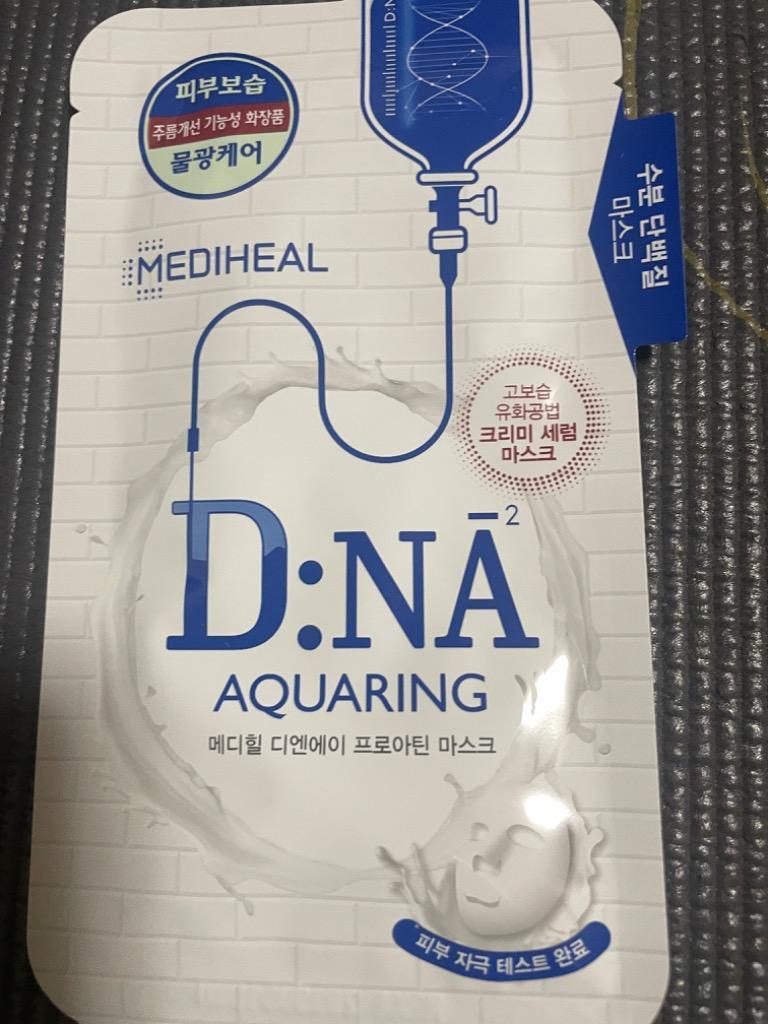 D:N
피부보습
주름개선 기능성 화장품
물광케어
MEDIHEAL
수분 단백질
마스크
고보습
유화공법
크리미 세럼
마스크
D:NĀ²
AQUARING
메디힐 디엔에이 프로아틴 마스크
피부 자극 테스트 완료